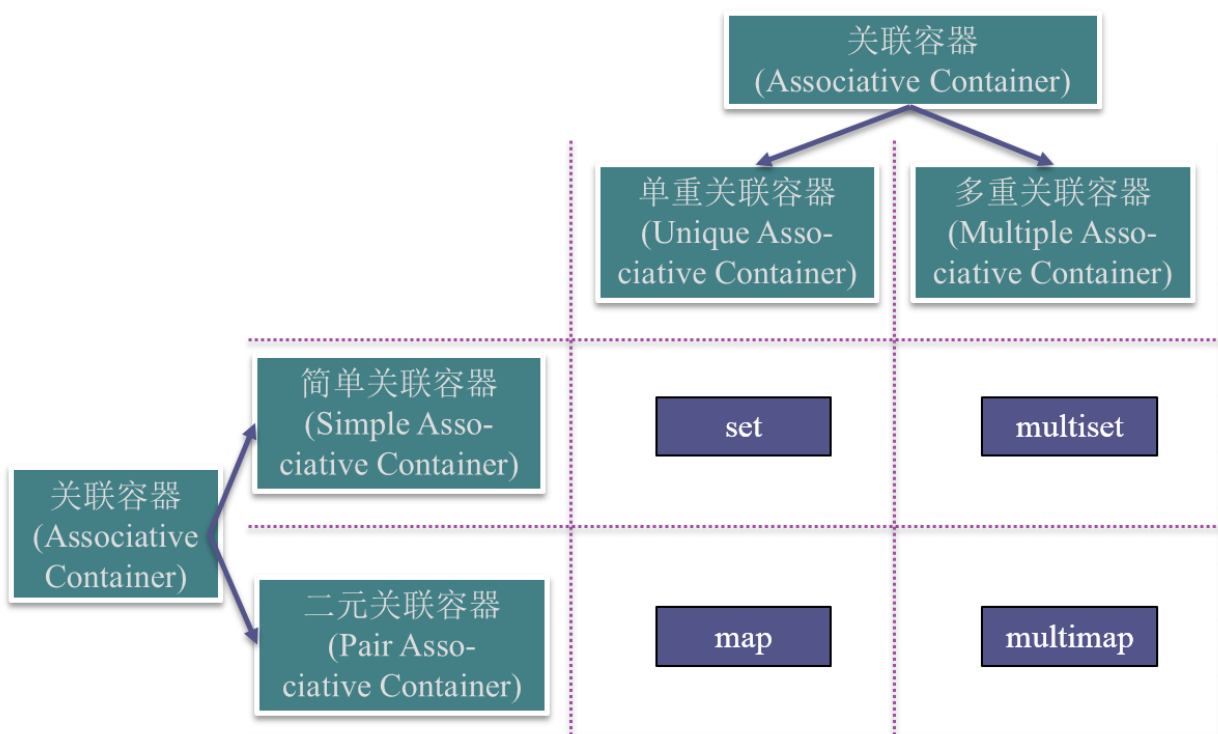 关联容器
(Associative Container)
单重关联容器
(Unique Asso-
ciative Container)
多重关联容器
(Multiple Asso-
ciative Container)
简单关联容器
(Simple Asso-
ciative Container)
set
multiset
关联容器
(Associative
Container)
二元关联容器
(Pair Asso-
ciative Container)
map
multimap